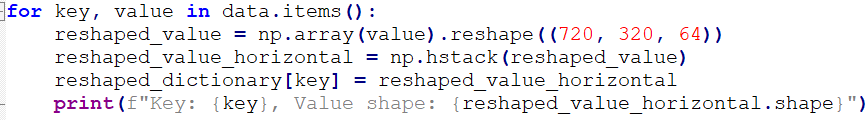 for key, value in data.items():
    reshaped_value = np.array(value).reshape((720, 320, 64))
    reshaped_value_horizontal = np.hstack(reshaped_value)
    reshaped_dictionary[key] = reshaped_value_horizontal
    print(f"Key: {key}, Value shape: {reshaped_value_horizontal.shape}")